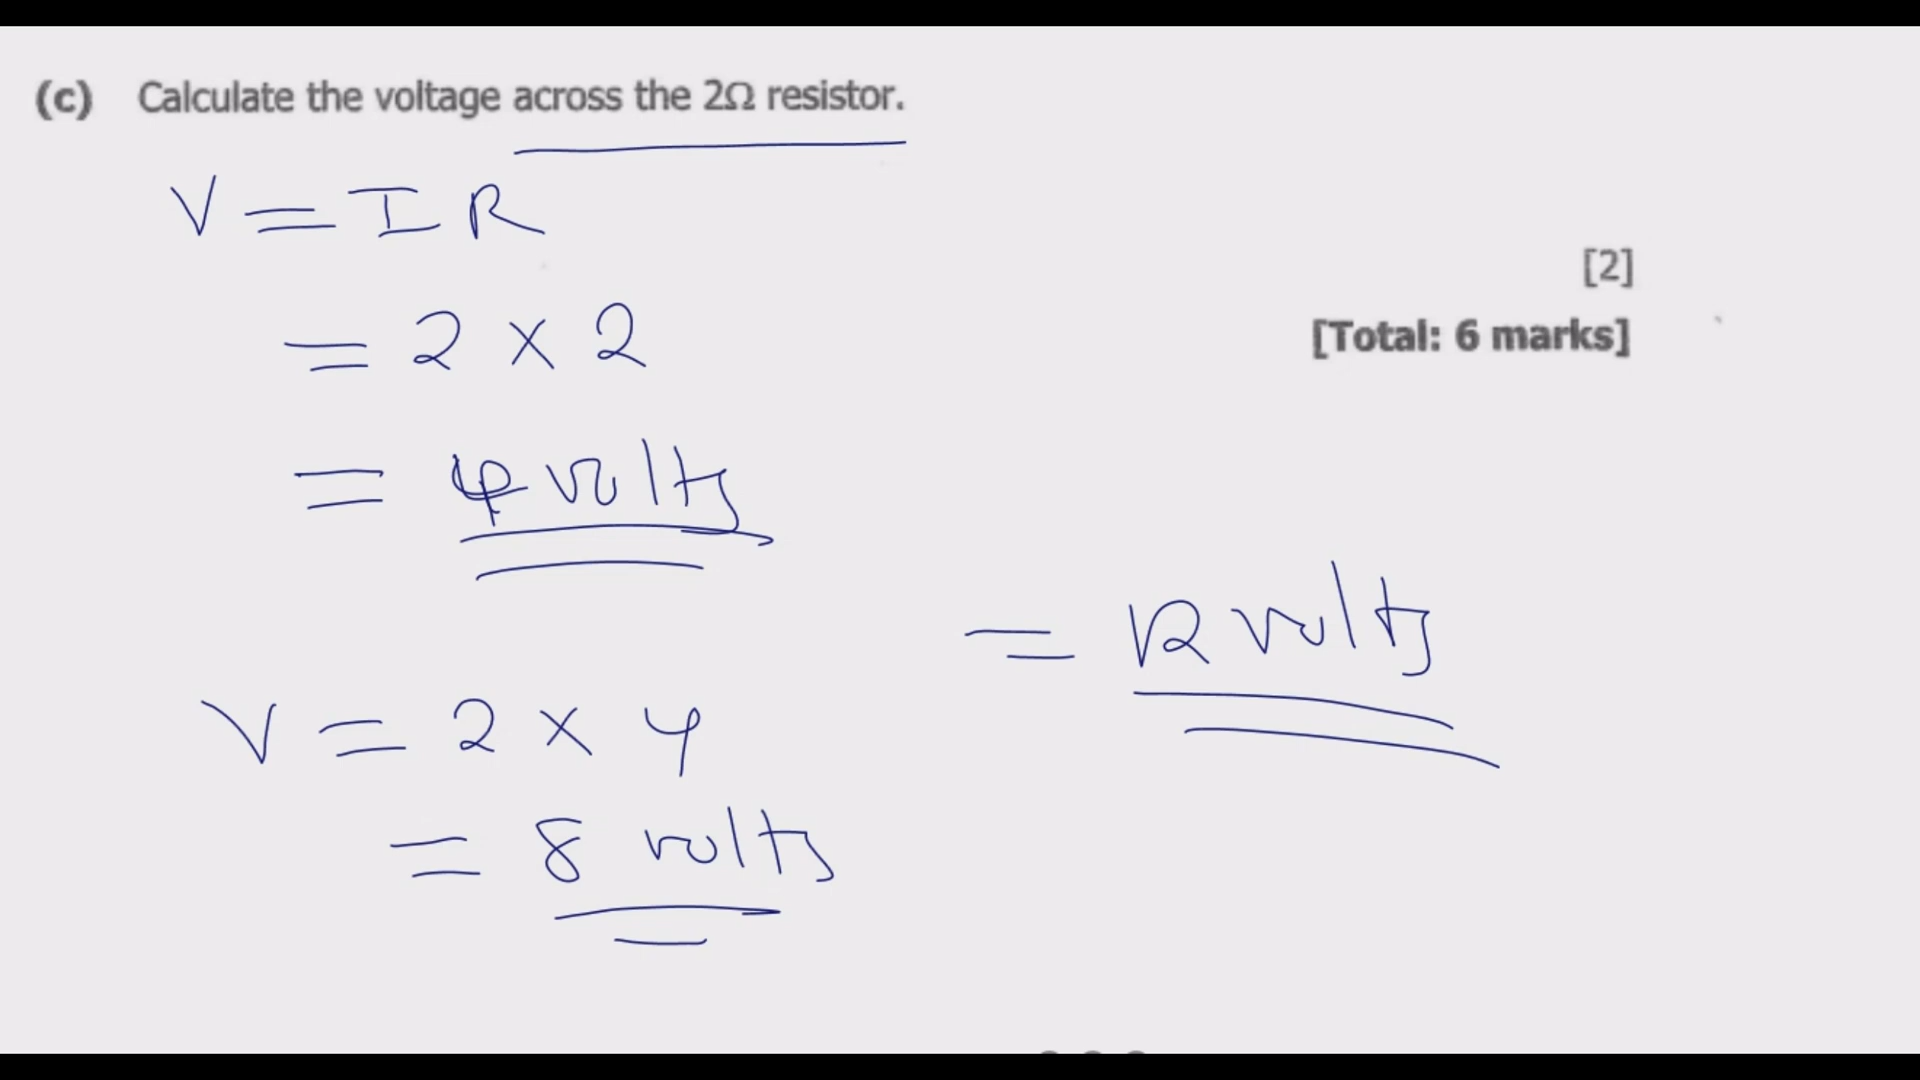 (c) Calculate the voltage across the 2Ω resistor.
V = I R
[2]
= 2 × 2
[Total: 6 marks]
= 4 volts
= 12 volts
V = 2 × 4
= 8 volts